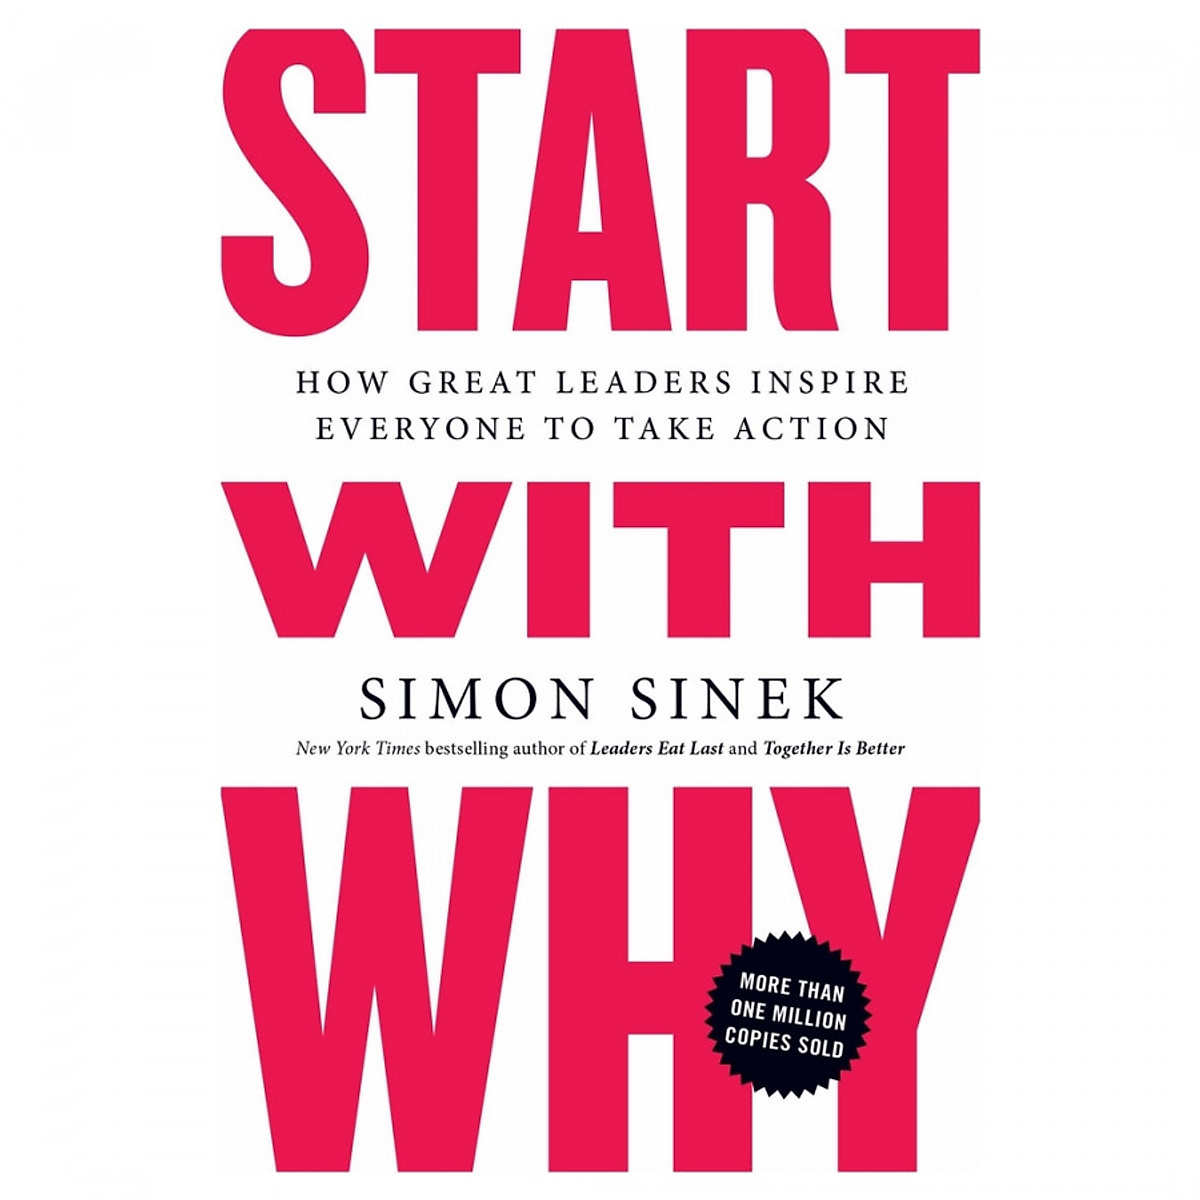 START
HOW GREAT LEADERS INSPIRE
EVERYONE TO TAKE ACTION
WITH
SIMON SINEK
New York Times bestselling author of Leaders Eat Last and Together Is Better
WHY
MORE THAN
ONE MILLION
COPIES SOLD